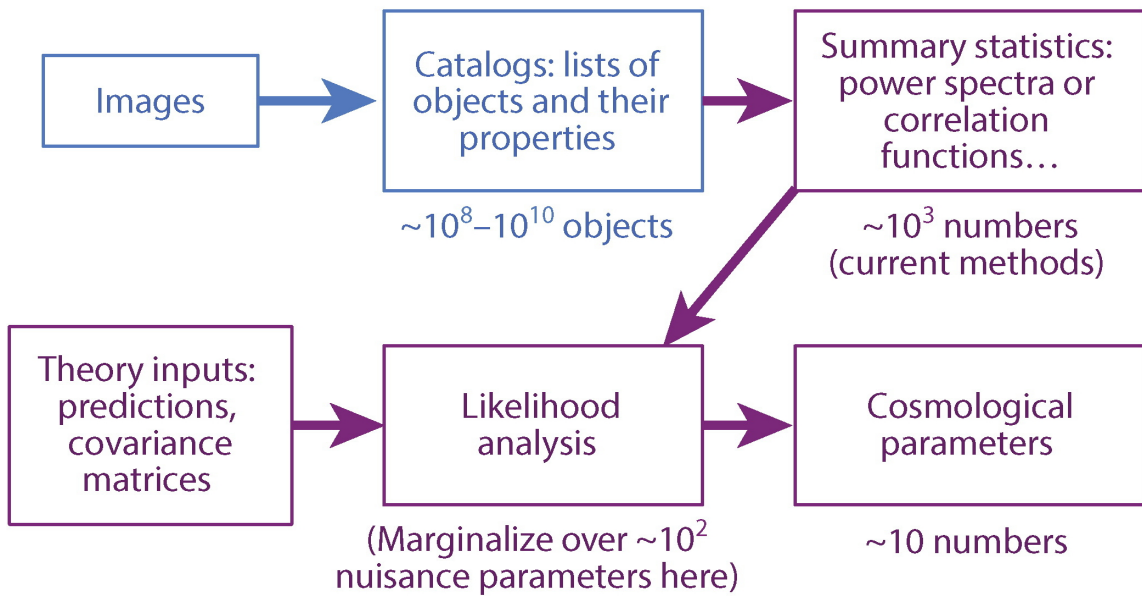 Images
Catalogs: lists of
objects and their
properties
~10⁸–10¹⁰ objects
Summary statistics:
power spectra or
correlation
functions…
~10³ numbers
(current methods)
Theory inputs:
predictions,
covariance
matrices
Likelihood
analysis
(Marginalize over ~10²
nuisance parameters here)
Cosmological
parameters
~10 numbers